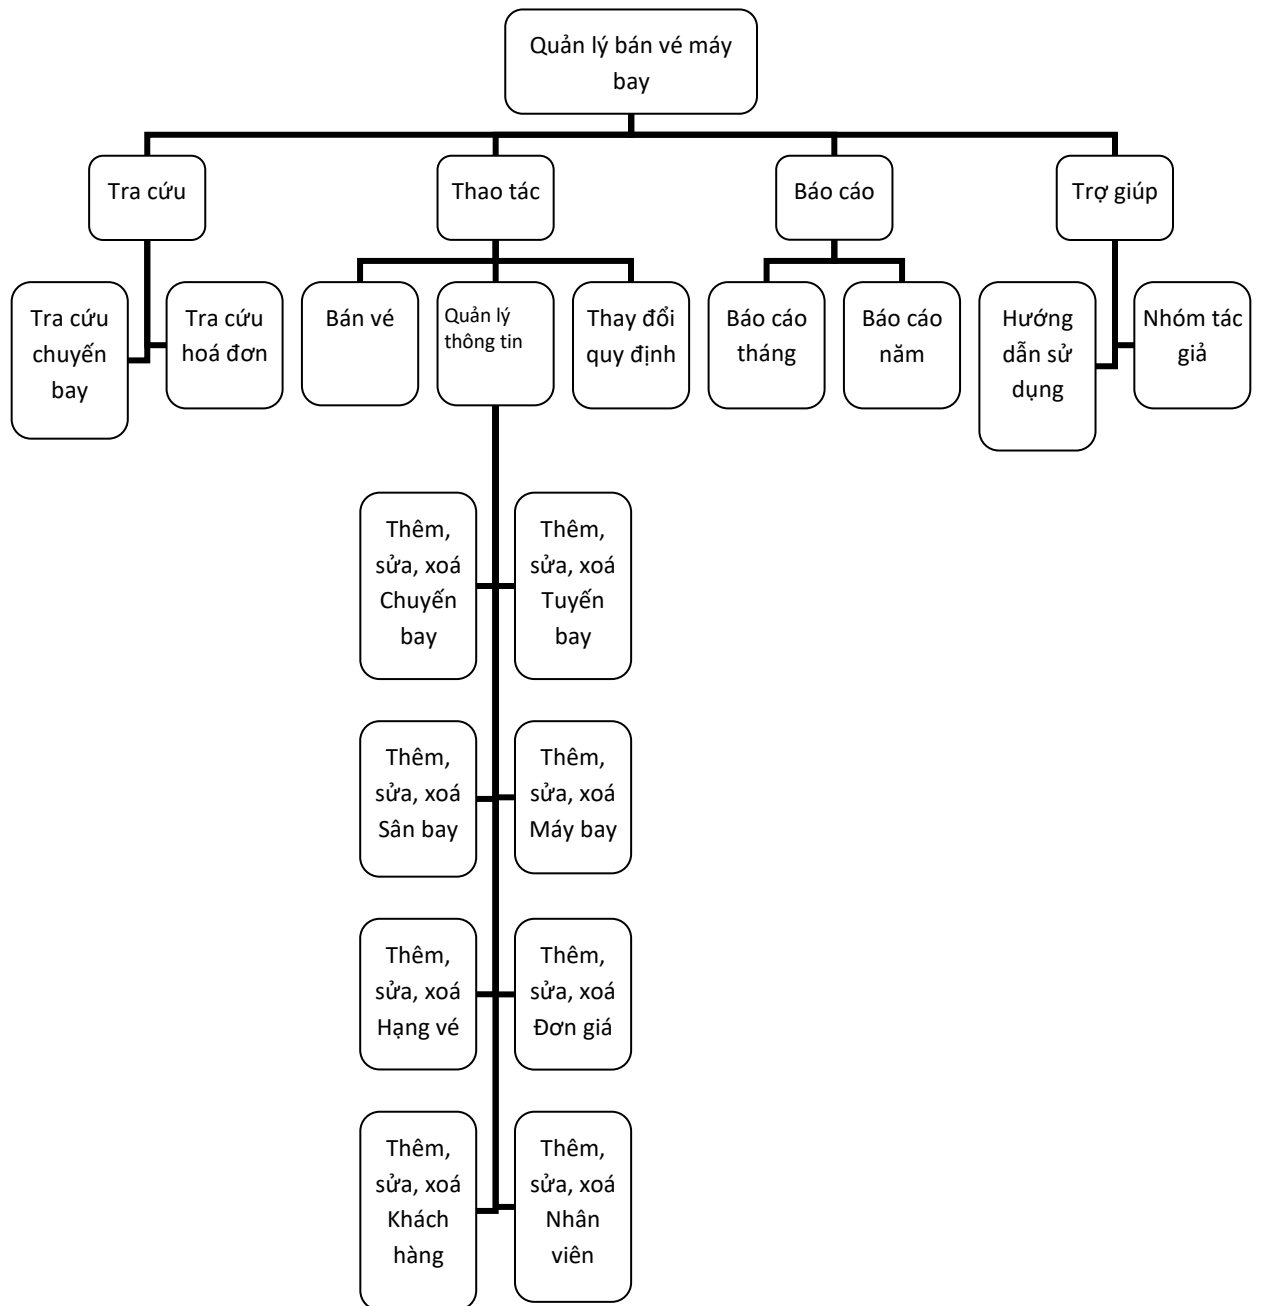 Quản lý bán vé máy
bay
Tra cứu
Thao tác
Báo cáo
Trợ giúp
Tra cứu
chuyến
bay
Tra cứu
hoá đơn
Bán vé
Quản lý
thông tin
Thay đổi
quy định
Báo cáo
tháng
Báo cáo
năm
Hướng
dẫn sử
dụng
Nhóm tác
giả
Thêm,
sửa, xoá
Chuyến
bay
Thêm,
sửa, xoá
Tuyến
bay
Thêm,
sửa, xoá
Sân bay
Thêm,
sửa, xoá
Máy bay
Thêm,
sửa, xoá
Hạng vé
Thêm,
sửa, xoá
Đơn giá
Thêm,
sửa, xoá
Khách
hàng
Thêm,
sửa, xoá
Nhân
viên